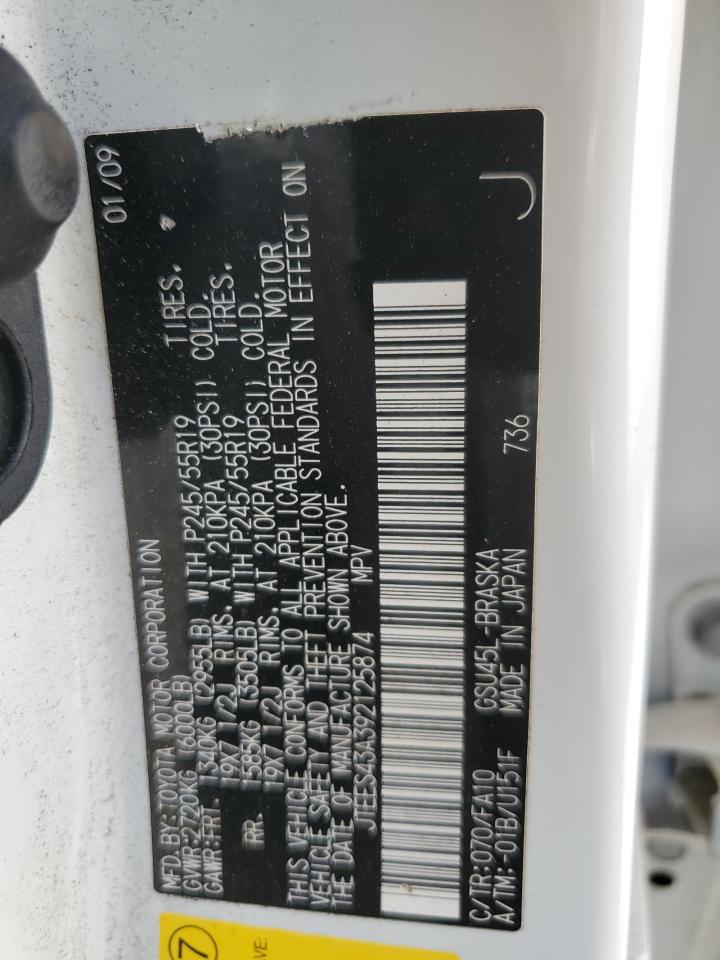 MFD.BY:TOYOTA MOTOR CORPORATION 01/09
GVWR:2720KG (6000LB)
GAWR:FRT. 1340KG (2955LB) WITH P245/55R19 TIRES.
19X7 1/2J RIMS. AT 210KPA (30PSI) COLD.
RR. 1585KG (3505LB) WITH P245/55R19 TIRES.
19X7 1/2J RIMS. AT 210KPA (30PSI) COLD.
THIS VEHICLE CONFORMS TO ALL APPLICABLE FEDERAL MOTOR
VEHICLE SAFETY AND THEFT PREVENTION STANDARDS IN EFFECT ON
THE DATE OF MANUFACTURE SHOWN ABOVE.
JTEES43A392125874 MPV
J
C/TR:070/FA10 GSU45L-BRASKA 736
A/TM:-01B/U151F MADE IN JAPAN
7
VE: